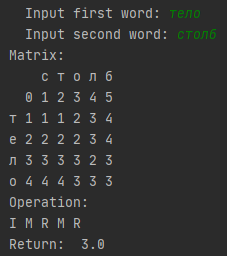 Input first word: тело
Input second word: столб
Matrix:
с т о л б
0 1 2 3 4 5
т 1 1 1 2 3 4
е 2 2 2 2 3 4
л 3 3 3 3 2 3
о 4 4 4 3 3 3
Operation:
I M R M R
Return:  3.0